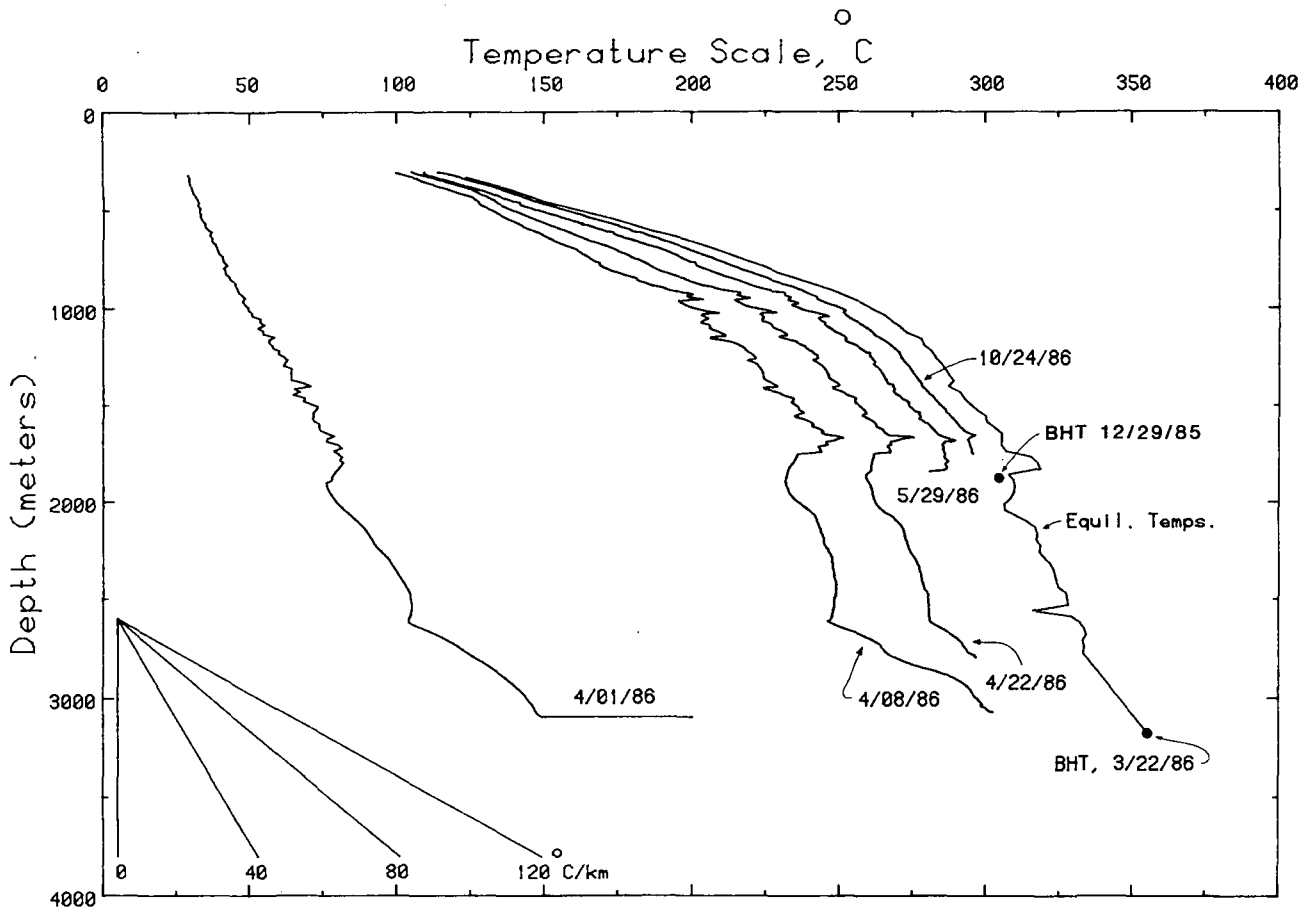 Temperature Scale, °C
0 50 100 150 200 250 300 350 400
Depth (meters)
0
1000
2000
3000
4000
10/24/86
BHT 12/29/85
5/29/86
Equil. Temps.
4/22/86
4/08/86
4/01/86
BHT, 3/22/86
0 40 80 120 °C/km